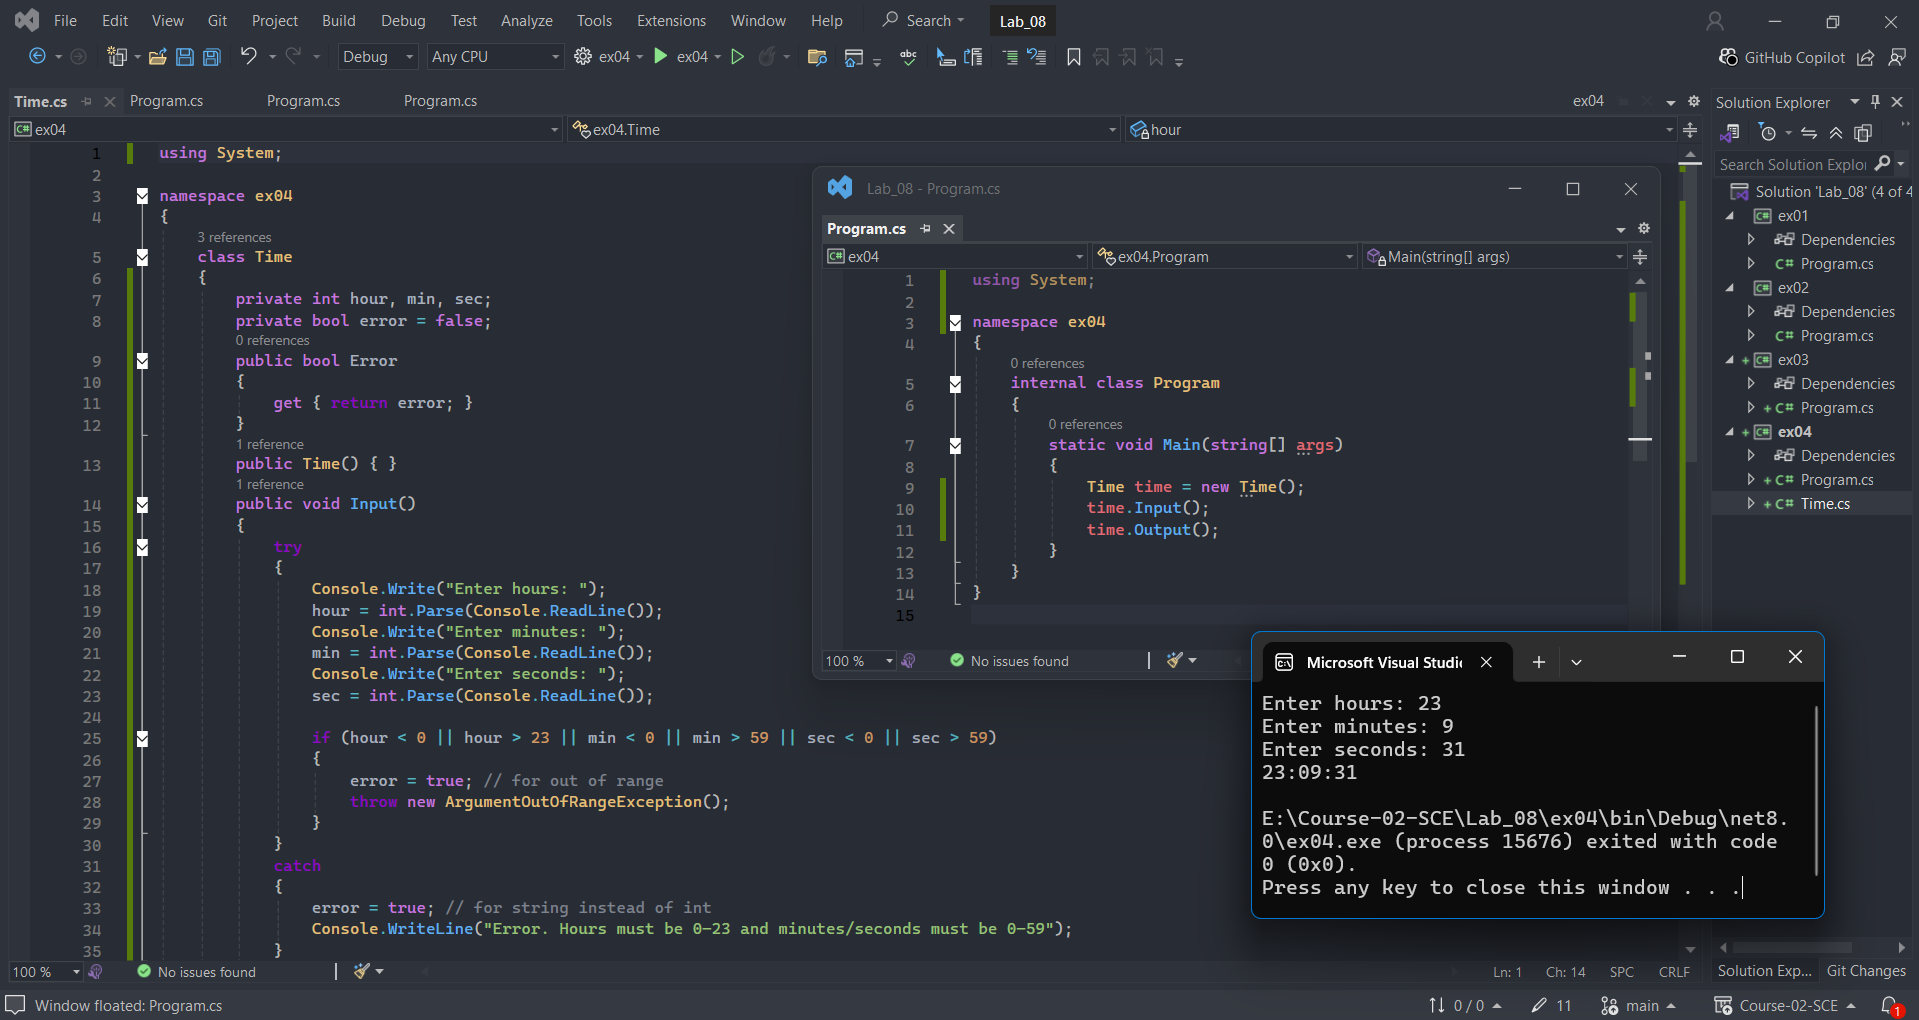 File Edit View Git Project Build Debug Test Analyze Tools Extensions Window Help Search Lab_08
Debug Any CPU ex04 ex04 GitHub Copilot
Time.cs Program.cs Program.cs Program.cs ex04
ex04 ex04.Time hour
1 using System;
2
3 namespace ex04
4 {
3 references
5 class Time
6 {
7 private int hour, min, sec;
8 private bool error = false;
0 references
9 public bool Error
10 {
11 get { return error; }
12 }
1 reference
13 public Time() { }
1 reference
14 public void Input()
15 {
16 try
17 {
18 Console.Write("Enter hours: ");
19 hour = int.Parse(Console.ReadLine());
20 Console.Write("Enter minutes: ");
21 min = int.Parse(Console.ReadLine());
22 Console.Write("Enter seconds: ");
23 sec = int.Parse(Console.ReadLine());
24
25 if (hour < 0 || hour > 23 || min < 0 || min > 59 || sec < 0 || sec > 59)
26 {
27 error = true; // for out of range
28 throw new ArgumentOutOfRangeException();
29 }
30 }
31 catch
32 {
33 error = true; // for string instead of int
34 Console.WriteLine("Error. Hours must be 0-23 and minutes/seconds must be 0-59");
35 }
100 % No issues found Ln: 1 Ch: 14 SPC CRLF
Lab_08 - Program.cs
Program.cs
ex04 ex04.Program Main(string[] args)
1 using System;
2
3 namespace ex04
4 {
0 references
5 internal class Program
6 {
0 references
7 static void Main(string[] args)
8 {
9 Time time = new Time();
10 time.Input();
11 time.Output();
12 }
13 }
14 }
15
100 % No issues found
Microsoft Visual Studi
Enter hours: 23
Enter minutes: 9
Enter seconds: 31
23:09:31
E:\Course-02-SCE\Lab_08\ex04\bin\Debug\net8.
0\ex04.exe (process 15676) exited with code
0 (0x0).
Press any key to close this window . . .
Solution Explorer
Search Solution Explor
Solution 'Lab_08' (4 of 4
C# ex01
Dependencies
C# Program.cs
C# ex02
Dependencies
C# Program.cs
+ C# ex03
Dependencies
+ C# Program.cs
+ C# ex04
Dependencies
+ C# Program.cs
+ C# Time.cs
Solution Exp... Git Changes
Window floated: Program.cs 0 / 0 11 main Course-02-SCE 1